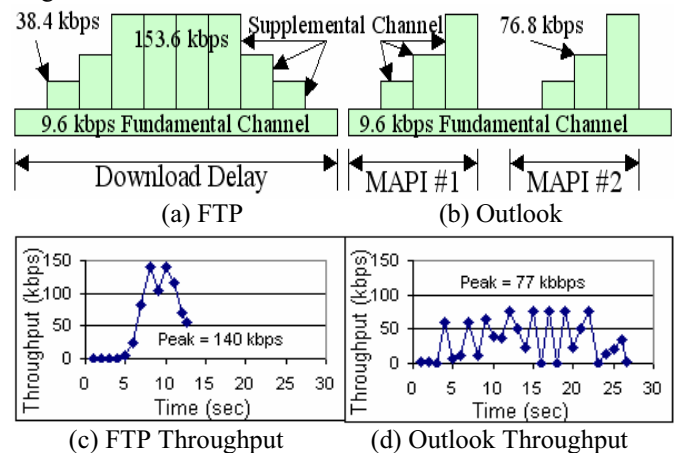 38.4 kbps
153.6 kbps
Supplemental Channel
76.8 kbps
9.6 kbps Fundamental Channel
9.6 kbps Fundamental Channel
Download Delay
MAPI #1
MAPI #2
(a) FTP
(b) Outlook
Throughput (kbps)
150
100
50
0
Peak = 140 kbps
0 5 10 15 20 25 30
Time (sec)
Throughput (kbps)
150
100
50
0
Peak = 77 kbbps
0 5 10 15 20 25 30
Time (sec)
(c) FTP Throughput
(d) Outlook Throughput